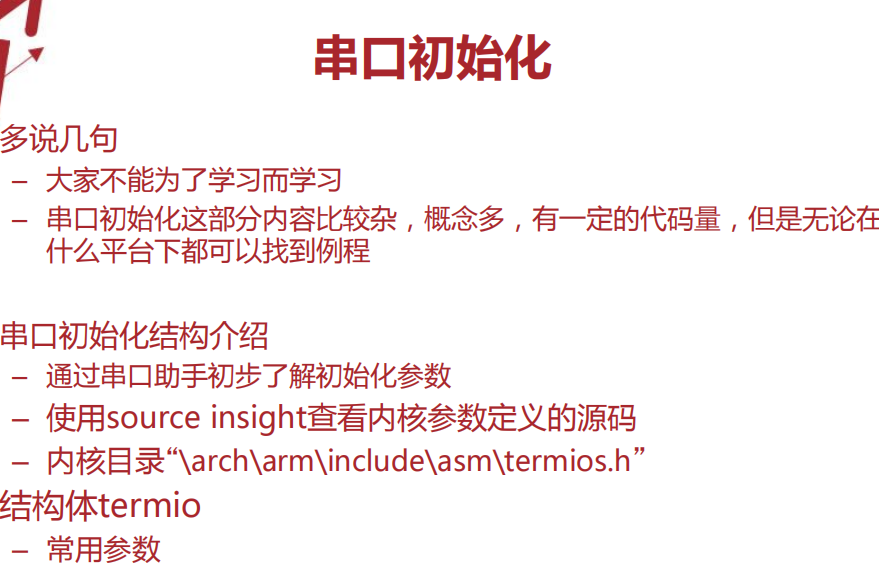 串口初始化
多说几句
– 大家不能为了学习而学习
– 串口初始化这部分内容比较杂，概念多，有一定的代码量，但是无论在
什么平台下都可以找到例程
串口初始化结构介绍
– 通过串口助手初步了解初始化参数
– 使用source insight查看内核参数定义的源码
– 内核目录“\arch\arm\include\asm\termios.h”
结构体termio
– 常用参数